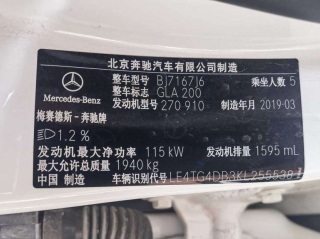 北京奔驰汽车有限公司制造
整车型号 BJ7167J6 乘坐人数 5
整车标志 GLA 200
发动机型号 270 910 制造年月 2019-03
Mercedes-Benz
梅赛德斯-奔驰牌
1.2 %
发动机最大净功率 115 kW 发动机排量 1595 mL
最大允许总质量 1940 kg
中国 制造 车辆识别代号 LE4TG4DB3KL255538